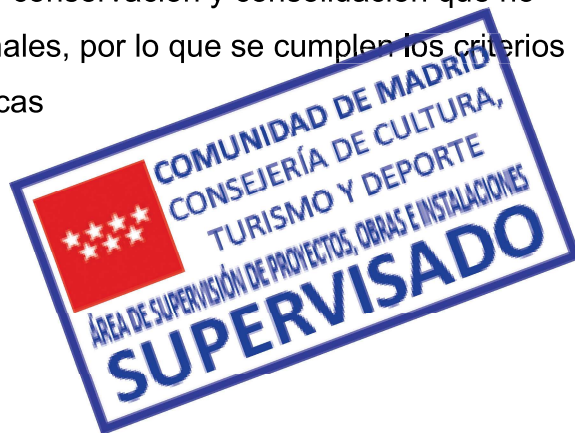 conservación y consolidación que no
nales, por lo que se cumplen los criterios
cas
COMUNIDAD DE MADRID
CONSEJERÍA DE CULTURA,
TURISMO Y DEPORTE
ÁREA DE SUPERVISIÓN DE PROYECTOS, OBRAS E INSTALACIONES
SUPERVISADO